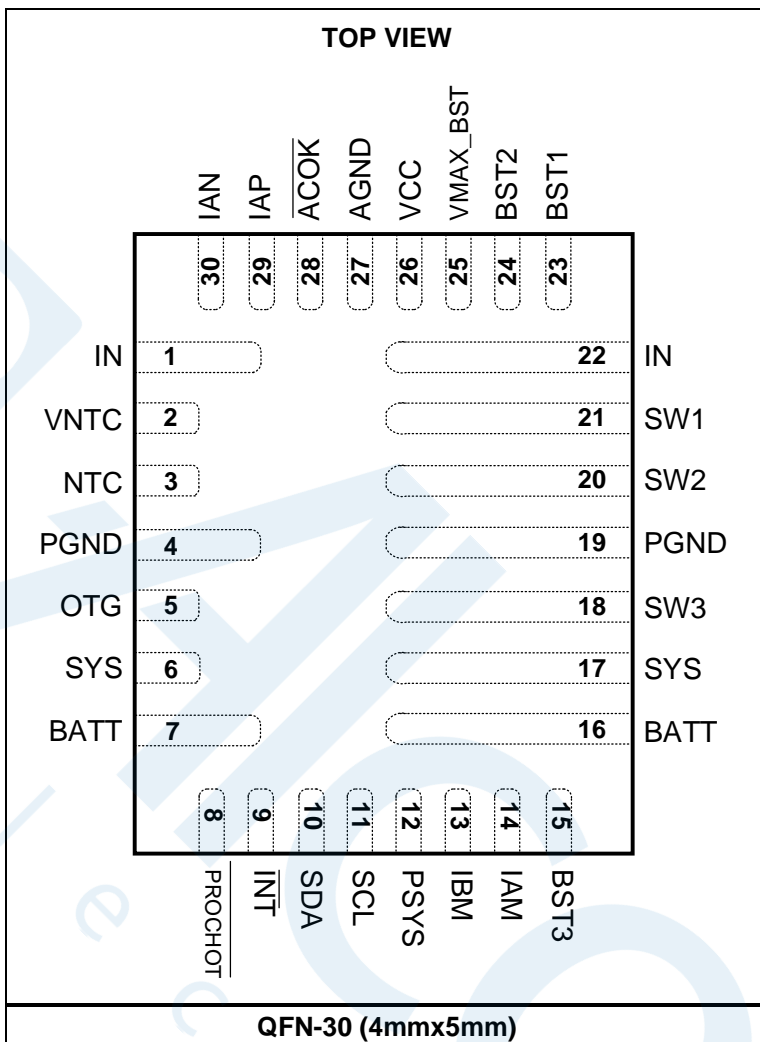 TOP VIEW
IAN IAP ACOK AGND VCC VMAX_BST BST2 BST1
30 29 28 27 26 25 24 23
IN 1 22 IN
VNTC 2 21 SW1
NTC 3 20 SW2
PGND 4 19 PGND
OTG 5 18 SW3
SYS 6 17 SYS
BATT 7 16 BATT
8 9 10 11 12 13 14 15
PROCHOT INT SDA SCL PSYS IBM IAM BST3
QFN-30 (4mmx5mm)